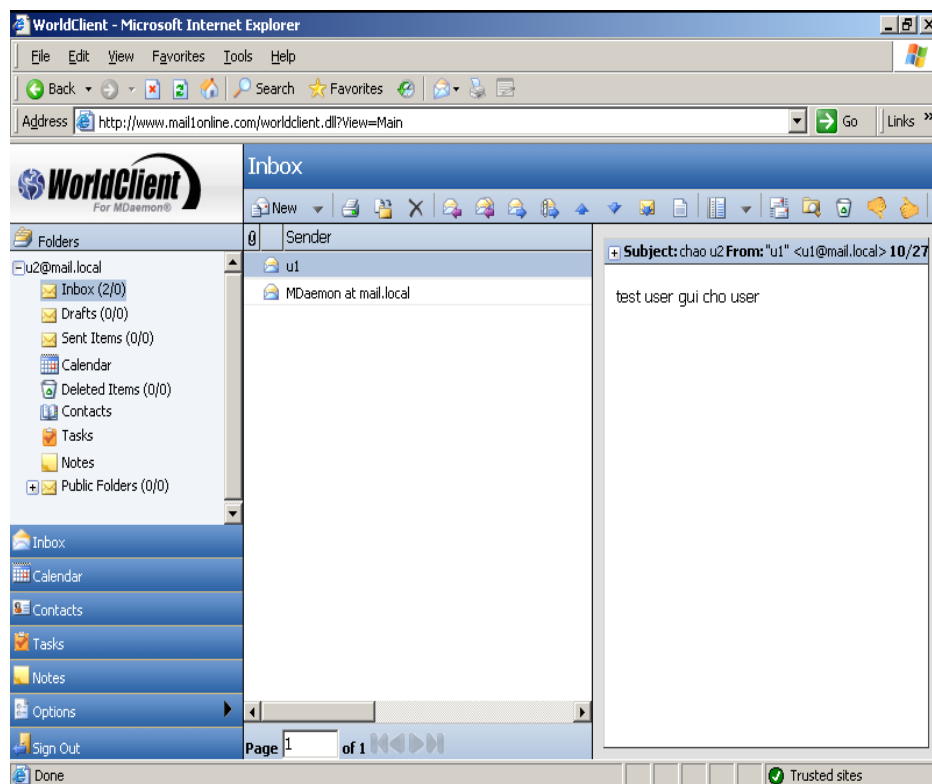 WorldClient - Microsoft Internet Explorer
File Edit View Favorites Tools Help
Back Search Favorites
Address http://www.mail1online.com/worldclient.dll?View=Main Go Links »
WorldClient
For MDaemon®
Inbox
New
Folders
Sender
u2@mail.local
Inbox (2/0)
Drafts (0/0)
Sent Items (0/0)
Calendar
Deleted Items (0/0)
Contacts
Tasks
Notes
Public Folders (0/0)
u1
MDaemon at mail.local
Subject: chao u2 From: "u1" <u1@mail.local> 10/27
test user gui cho user
Inbox
Calendar
Contacts
Tasks
Notes
Options
Sign Out
Page 1 of 1
Done
Trusted sites